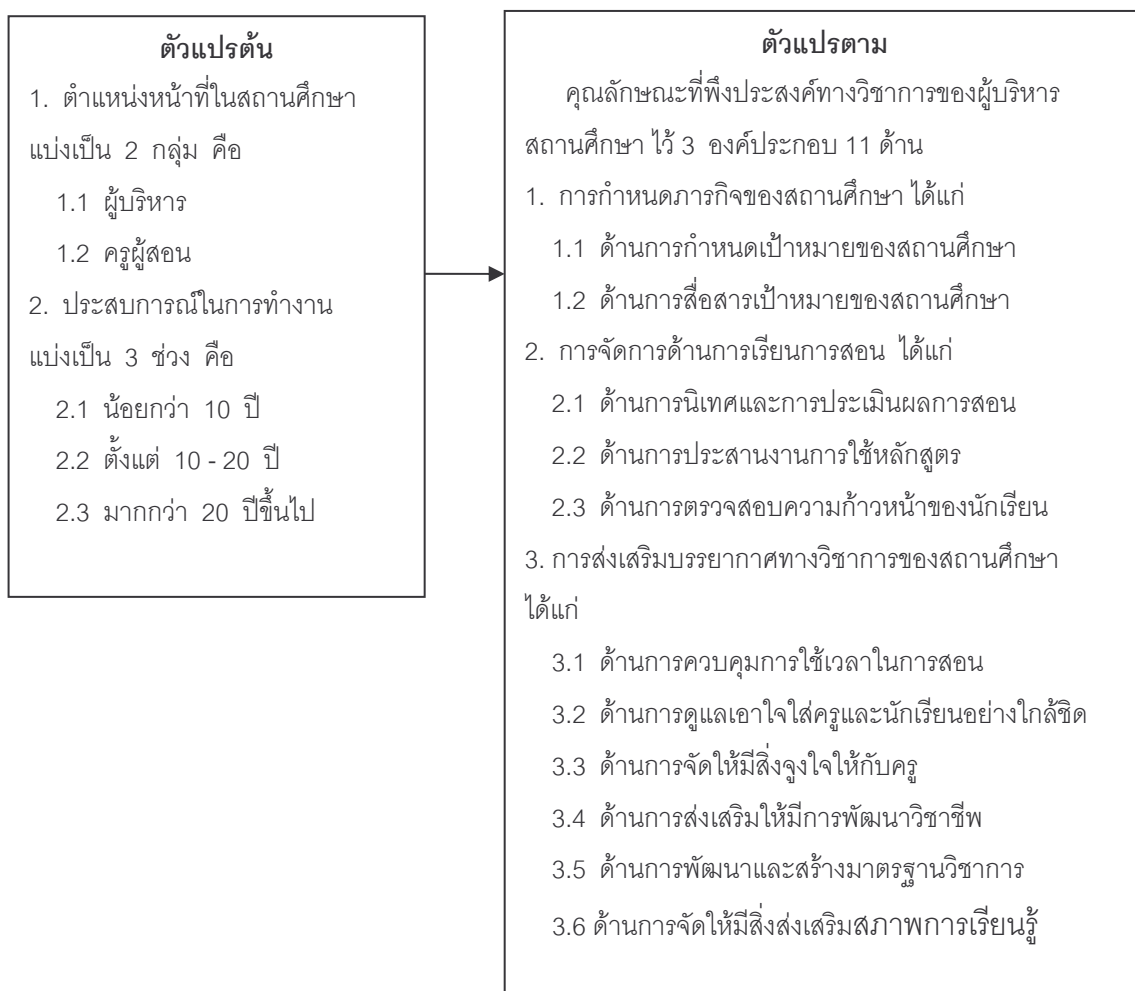 ตัวแปรต้น
1. ตำแหน่งหน้าที่ในสถานศึกษา
แบ่งเป็น 2 กลุ่ม คือ
1.1 ผู้บริหาร
1.2 ครูผู้สอน
2. ประสบการณ์ในการทำงาน
แบ่งเป็น 3 ช่วง คือ
2.1 น้อยกว่า 10 ปี
2.2 ตั้งแต่ 10 - 20 ปี
2.3 มากกว่า 20 ปีขึ้นไป
ตัวแปรตาม
คุณลักษณะที่พึงประสงค์ทางวิชาการของผู้บริหาร
สถานศึกษา ไว้ 3 องค์ประกอบ 11 ด้าน
1. การกำหนดภารกิจของสถานศึกษา ได้แก่
1.1 ด้านการกำหนดเป้าหมายของสถานศึกษา
1.2 ด้านการสื่อสารเป้าหมายของสถานศึกษา
2. การจัดการด้านการเรียนการสอน ได้แก่
2.1 ด้านการนิเทศและการประเมินผลการสอน
2.2 ด้านการประสานงานการใช้หลักสูตร
2.3 ด้านการตรวจสอบความก้าวหน้าของนักเรียน
3. การส่งเสริมบรรยากาศทางวิชาการของสถานศึกษา
ได้แก่
3.1 ด้านการควบคุมการใช้เวลาในการสอน
3.2 ด้านการดูแลเอาใจใส่ครูและนักเรียนอย่างใกล้ชิด
3.3 ด้านการจัดให้มีสิ่งจูงใจให้กับครู
3.4 ด้านการส่งเสริมให้มีการพัฒนาวิชาชีพ
3.5 ด้านการพัฒนาและสร้างมาตรฐานวิชาการ
3.6 ด้านการจัดให้มีสิ่งส่งเสริมสภาพการเรียนรู้